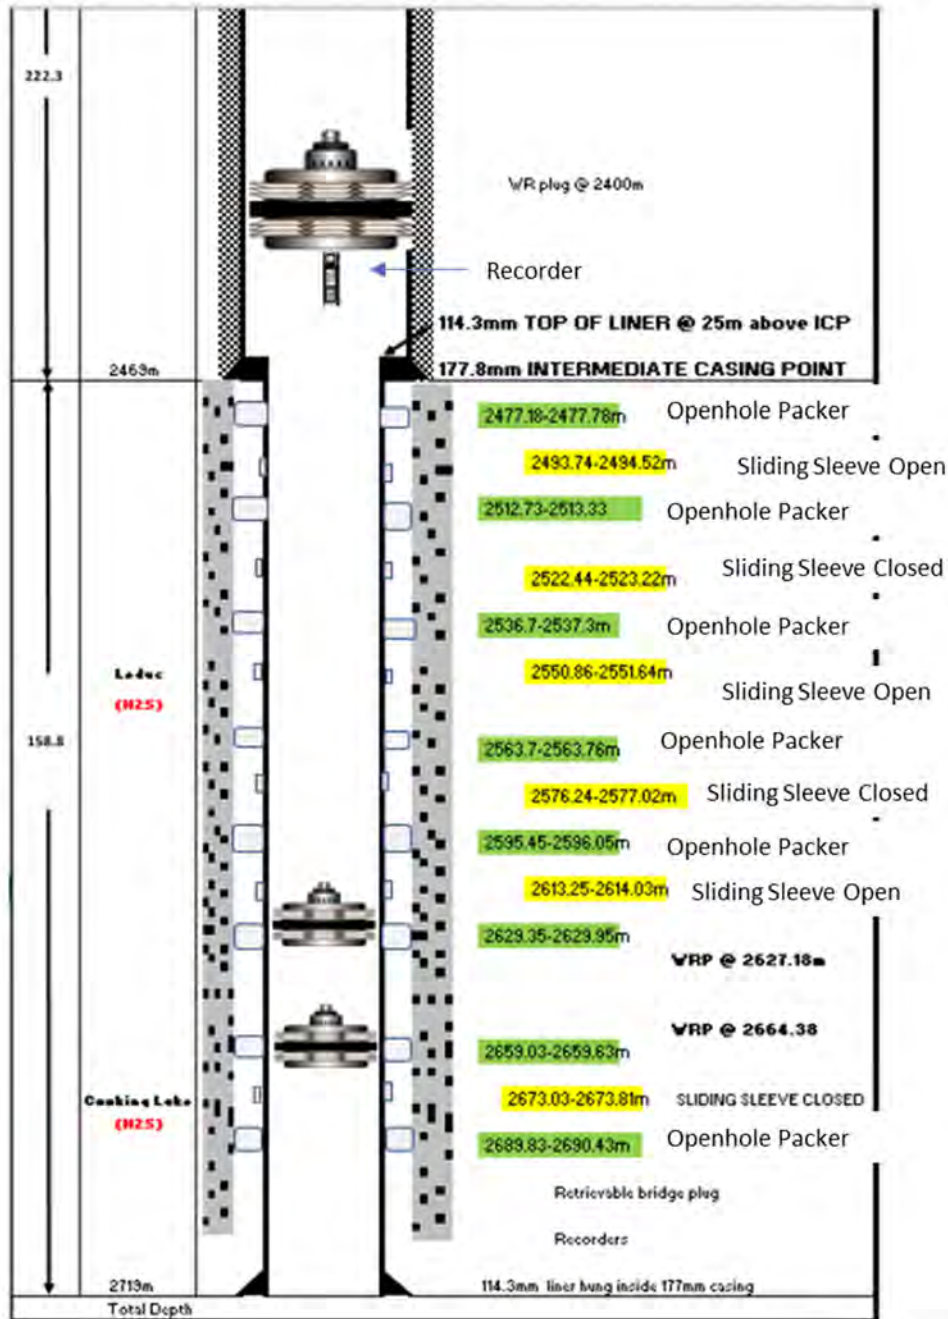 222.3
WR plug @ 2400m
Recorder
114.3mm TOP OF LINER @ 25m above ICP
2469m
177.8mm INTERMEDIATE CASING POINT
2477.18-2477.78m Openhole Packer
2493.74-2494.52m Sliding Sleeve Open
2512.73-2513.33 Openhole Packer
2522.44-2523.22m Sliding Sleeve Closed
2536.7-2537.3m Openhole Packer
2550.86-2551.64m Sliding Sleeve Open
Leduc
(H2S)
158.8
2563.7-2563.76m Openhole Packer
2576.24-2577.02m Sliding Sleeve Closed
2595.45-2596.05m Openhole Packer
2613.25-2614.03m Sliding Sleeve Open
2629.35-2629.95m
WRP @ 2627.18m
WRP @ 2664.38
2659.03-2659.63m
Cooking Lake
(H2S)
2673.03-2673.81m SLIDING SLEEVE CLOSED
2689.83-2690.43m Openhole Packer
Retrievable bridge plug
Recorders
2719m
114.3mm liner hung inside 177mm casing
Total Depth